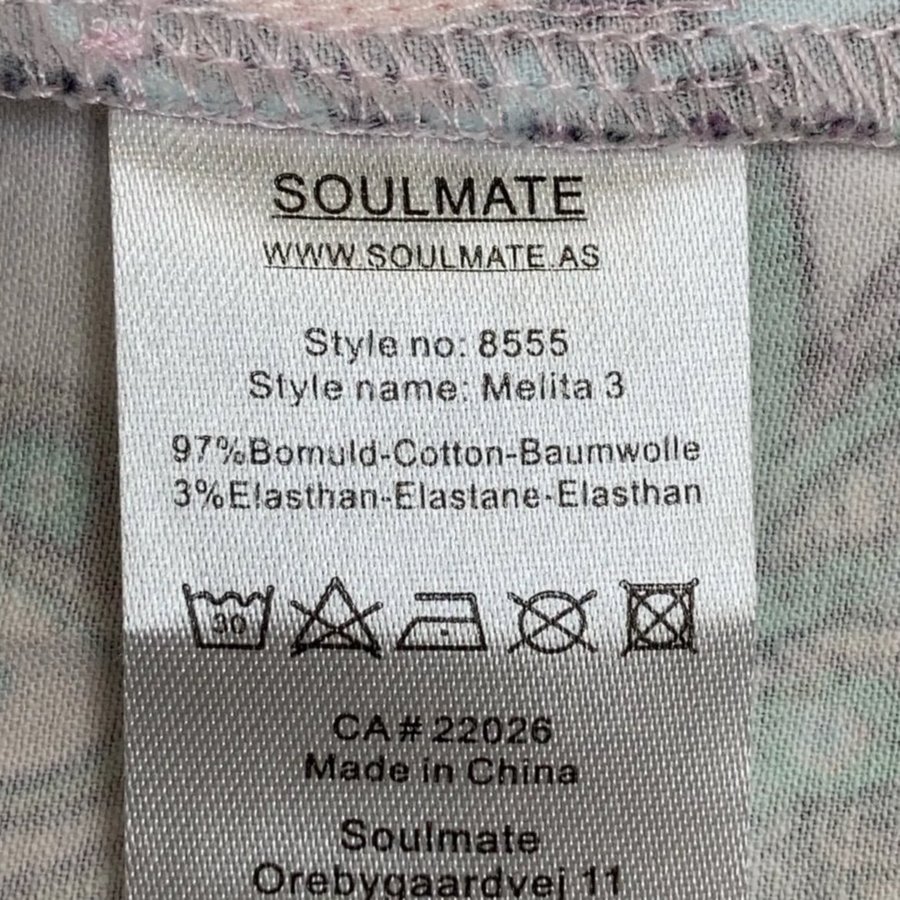 SOULMATE
WWW.SOULMATE.AS
Style no: 8555
Style name: Melita 3
97%Bomuld-Cotton-Baumwolle
3%Elasthan-Elastane-Elasthan
30
CA # 22026
Made in China
Soulmate
Orebygaardvej 11